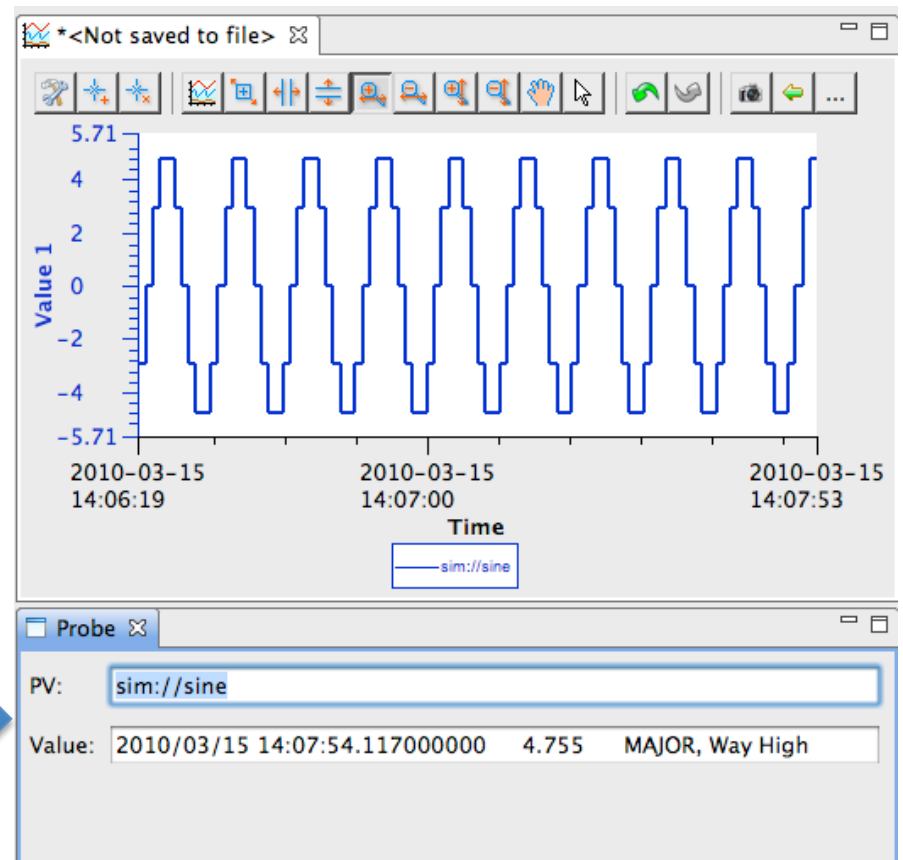 *<Not saved to file>
...
5.71
4
2
0
-2
-4
-5.71
Value 1
2010-03-15 2010-03-15 2010-03-15
14:06:19 14:07:00 14:07:53
Time
sim://sine
Probe
PV: sim://sine
Value: 2010/03/15 14:07:54.117000000 4.755 MAJOR, Way High